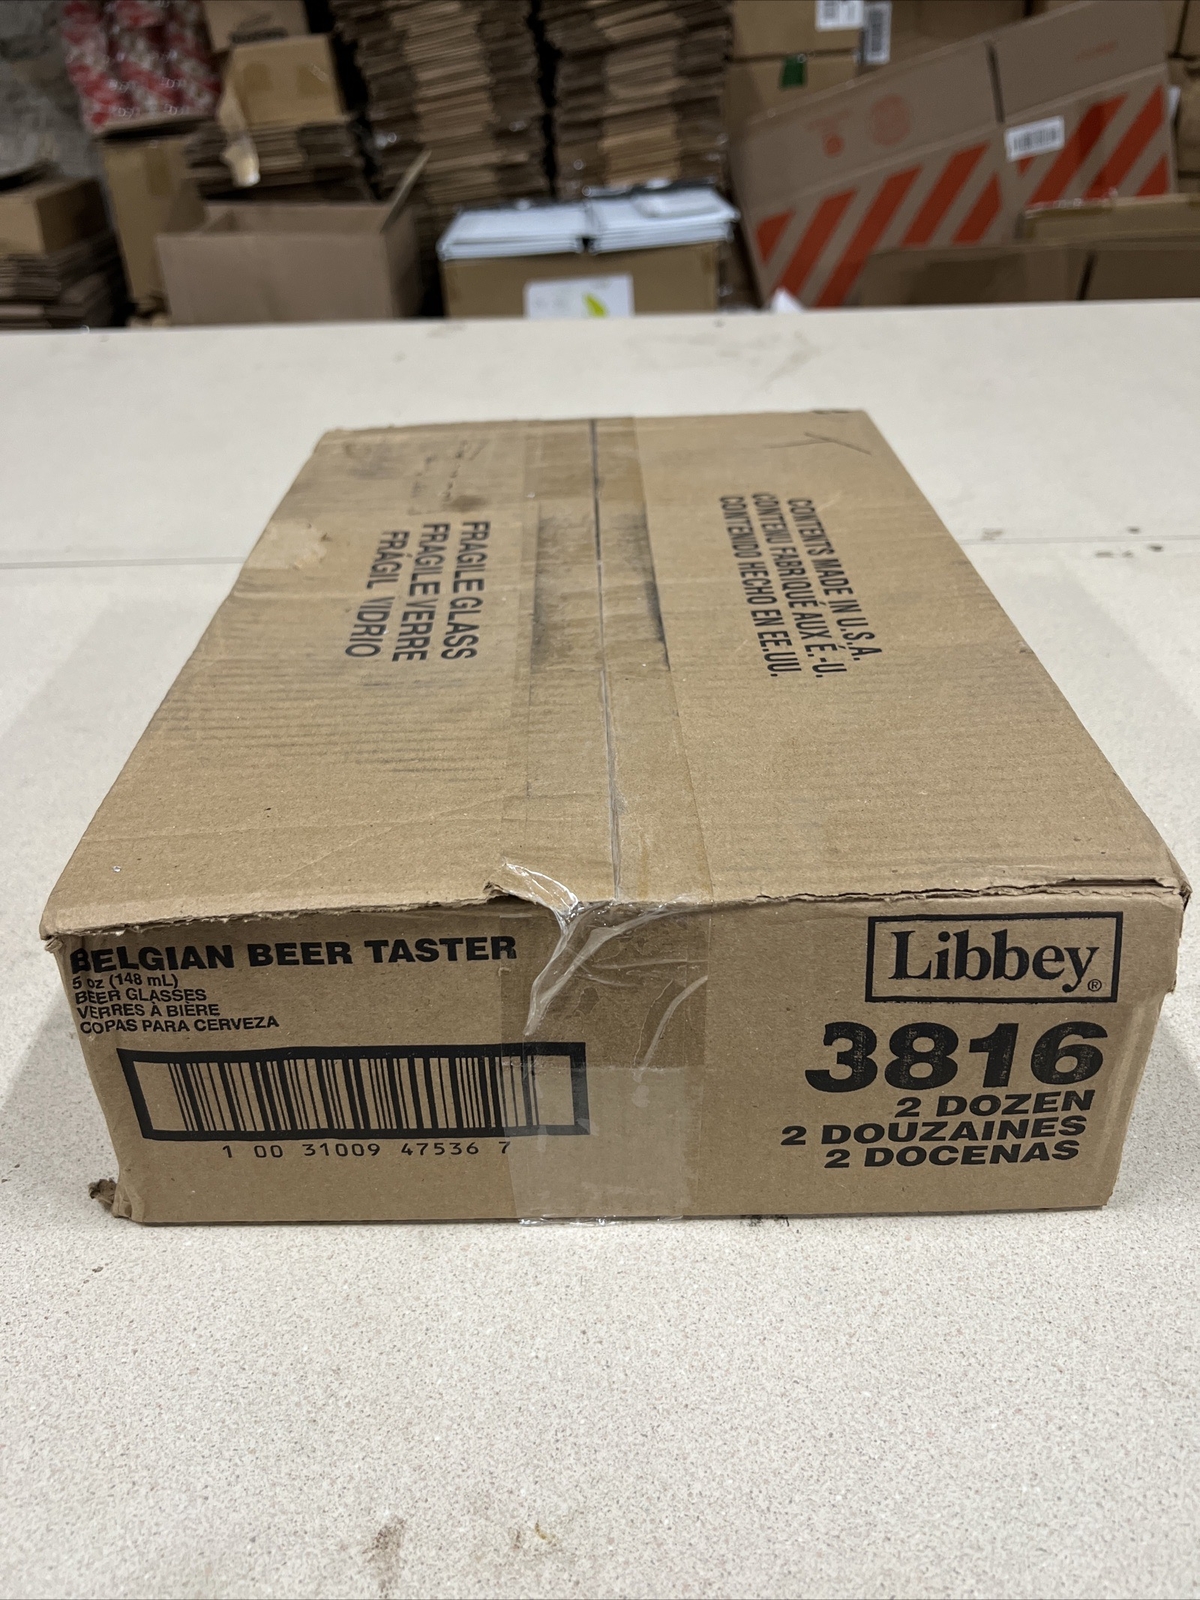 FRAGILE GLASS
FRAGILE VERRE
FRÁGIL VIDRIO
CONTENTS MADE IN U.S.A.
CONTENU FABRIQUÉ AUX É.-U.
CONTENIDO HECHO EN EE.UU.
BELGIAN BEER TASTER
5 oz (148 mL)
BEER GLASSES
VERRES À BIÈRE
COPAS PARA CERVEZA
1 00 31009 47536 7
Libbey®
3816
2 DOZEN
2 DOUZAINES
2 DOCENAS